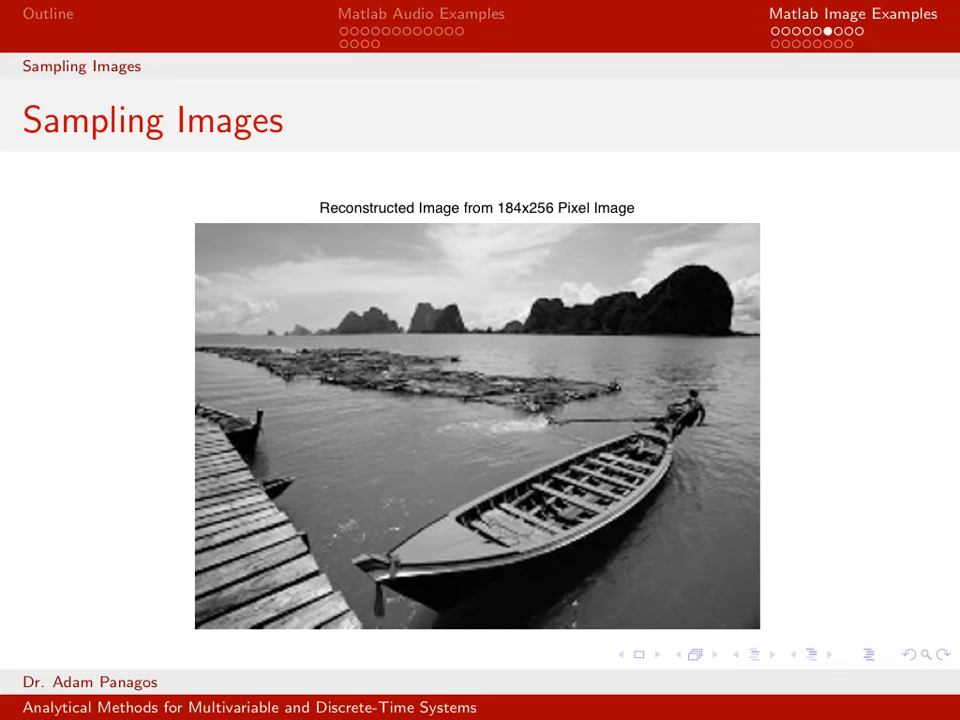 Outline
Matlab Audio Examples
Matlab Image Examples
Sampling Images
Sampling Images
Reconstructed Image from 184x256 Pixel Image
Dr. Adam Panagos
Analytical Methods for Multivariable and Discrete-Time Systems